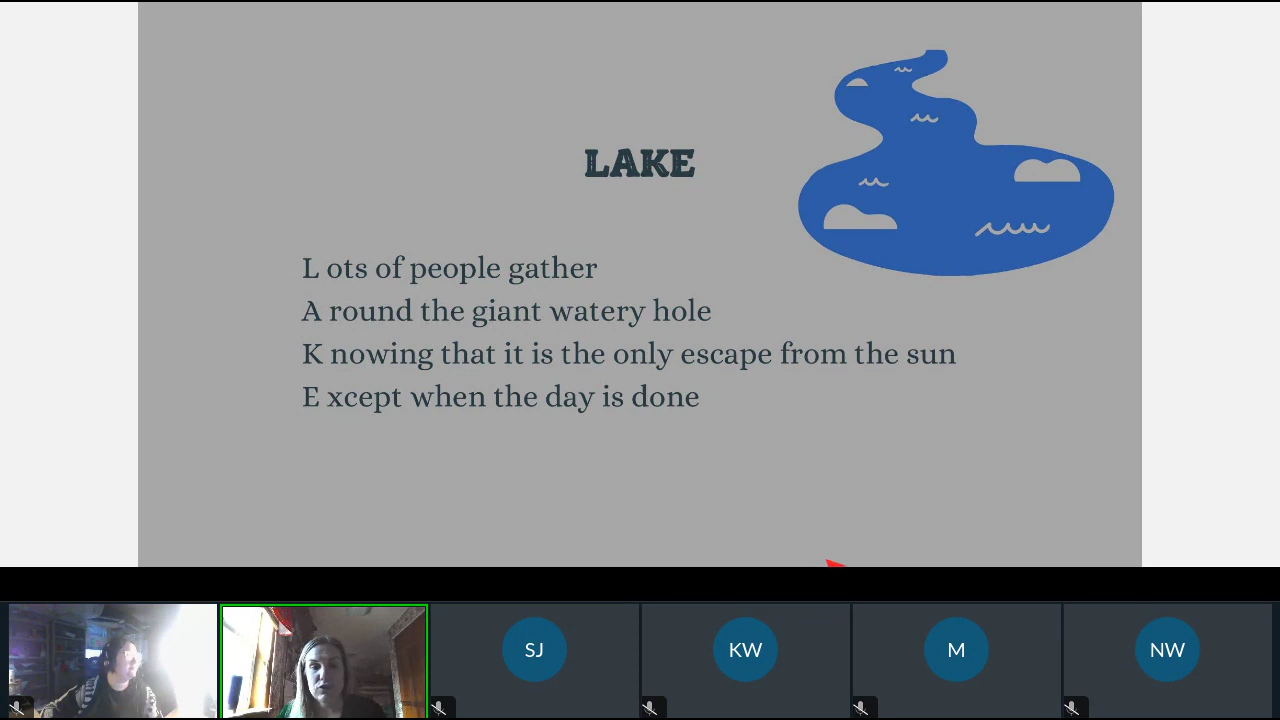 LAKE
L ots of people gather
A round the giant watery hole
K nowing that it is the only escape from the sun
E xcept when the day is done
SJ
KW
M
NW